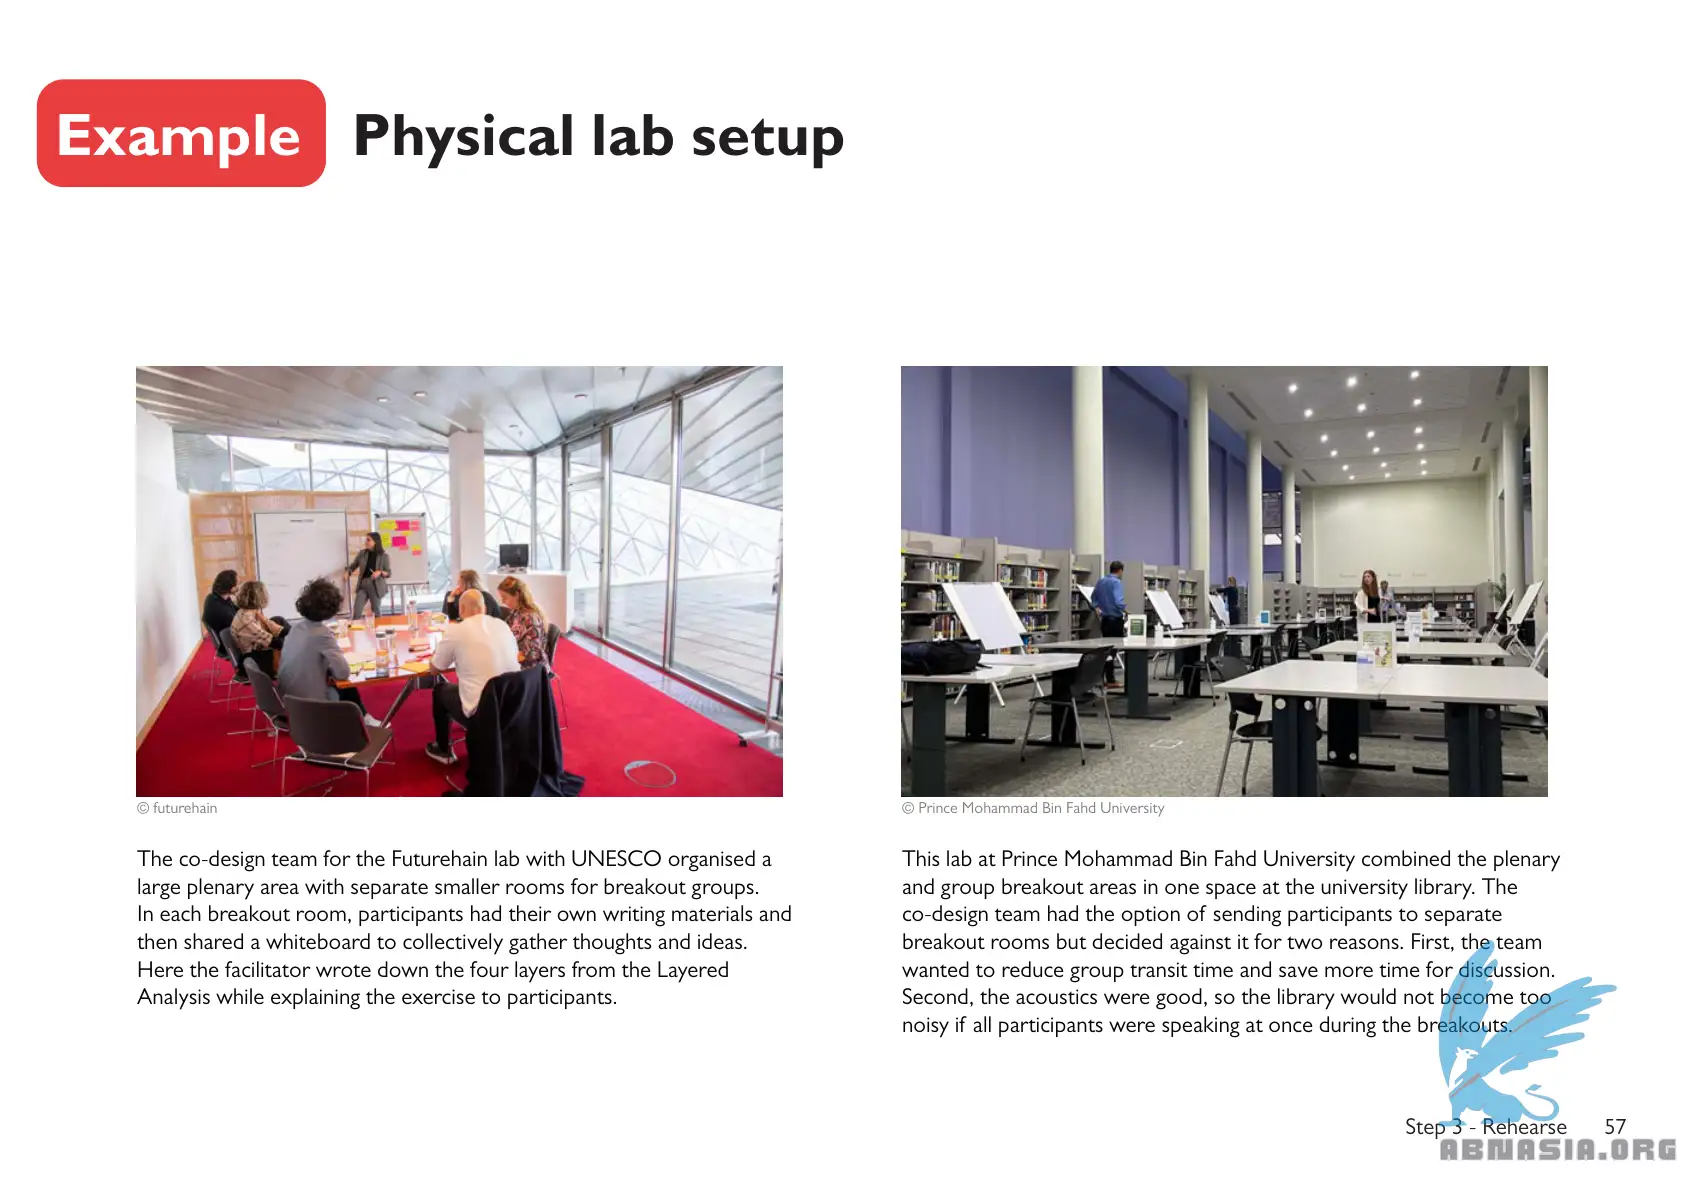 Example
Physical lab setup
© futurehain
The co-design team for the Futurehain lab with UNESCO organised a
large plenary area with separate smaller rooms for breakout groups.
In each breakout room, participants had their own writing materials and
then shared a whiteboard to collectively gather thoughts and ideas.
Here the facilitator wrote down the four layers from the Layered
Analysis while explaining the exercise to participants.
© Prince Mohammad Bin Fahd University
This lab at Prince Mohammad Bin Fahd University combined the plenary
and group breakout areas in one space at the university library. The
co-design team had the option of sending participants to separate
breakout rooms but decided against it for two reasons. First, the team
wanted to reduce group transit time and save more time for discussion.
Second, the acoustics were good, so the library would not become too
noisy if all participants were speaking at once during the breakouts.
Step 3 - Rehearse 57
ABNASIA.ORG